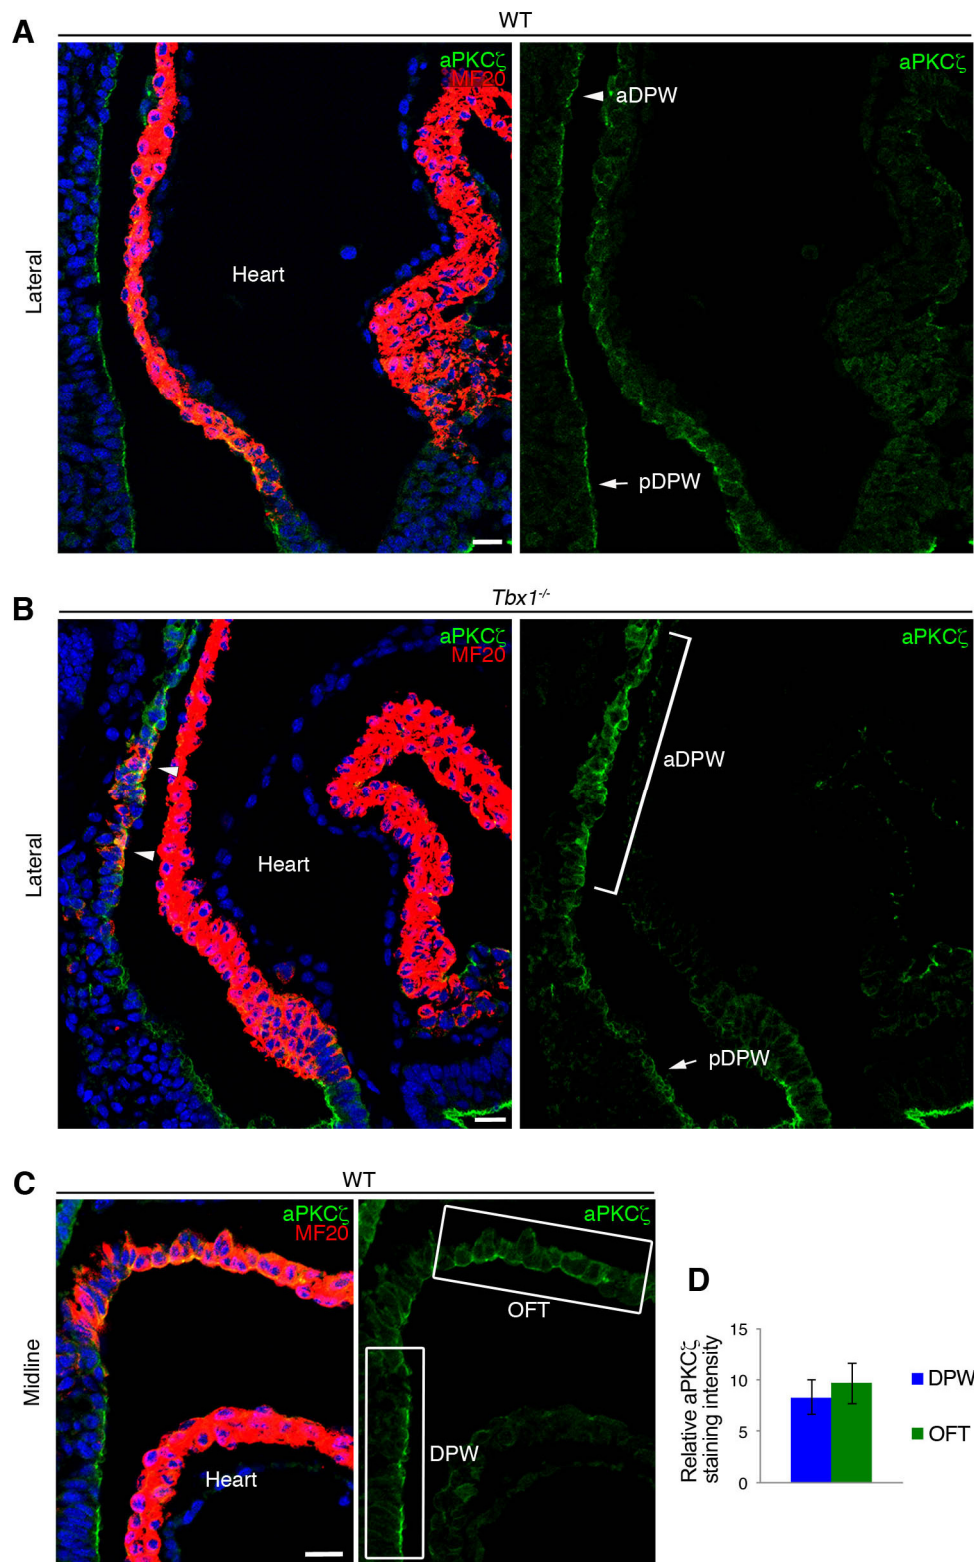 A
WT
aPKCζ
MF20
Heart
Lateral
aPKCζ
aDPW
pDPW
B
Tbx1-/-
aPKCζ
MF20
Heart
Lateral
aPKCζ
aDPW
pDPW
C
WT
aPKCζ
MF20
Heart
Midline
aPKCζ
OFT
DPW
D
Relative aPKCζ
staining intensity
15
10
5
0
DPW
OFT